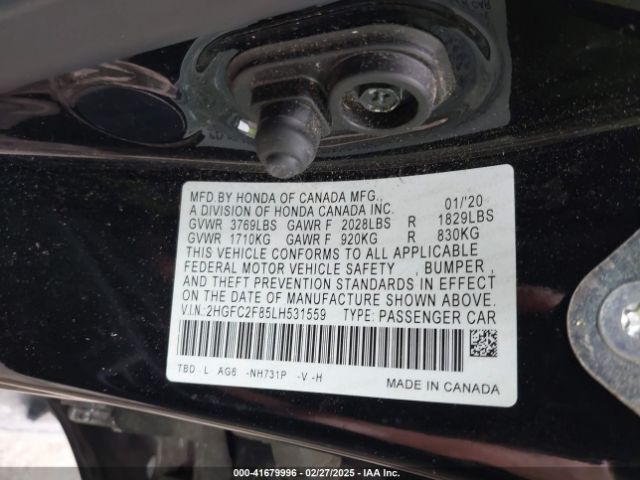 MFD.BY HONDA OF CANADA MFG., 01/'20
A DIVISION OF HONDA CANADA INC.
GVWR 3769LBS GAWR F 2028LBS R 1829LBS
GVWR 1710KG GAWR F 920KG R 830KG
THIS VEHICLE CONFORMS TO ALL APPLICABLE
FEDERAL MOTOR VEHICLE SAFETY , BUMPER ,
AND THEFT PREVENTION STANDARDS IN EFFECT
ON THE DATE OF MANUFACTURE SHOWN ABOVE.
V.I.N.:2HGFC2F85LH531559 TYPE: PASSENGER CAR
TBD - L AG6 -NH731P -V -H
MADE IN CANADA
000-41679996 — 02/27/2025 — IAA Inc.